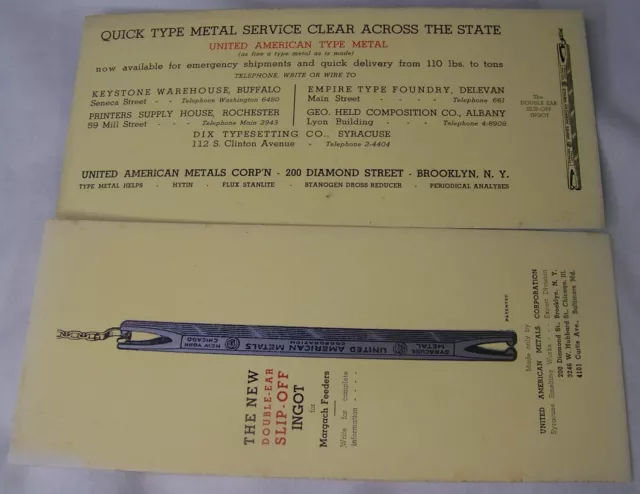 QUICK TYPE METAL SERVICE CLEAR ACROSS THE STATE
UNITED AMERICAN TYPE METAL
(as fine a type metal as is made)
now available for emergency shipments and quick delivery from 110 lbs. to tons
TELEPHONE, WRITE OR WIRE TO
KEYSTONE WAREHOUSE, BUFFALO
Seneca Street - - Telephone Washington 6460
PRINTERS SUPPLY HOUSE, ROCHESTER
59 Mill Street - - - Telephone Main 2943
EMPIRE TYPE FOUNDRY, DELEVAN
Main Street - - - - Telephone 661
GEO. HELD COMPOSITION CO., ALBANY
Lyon Building - - - Telephone 4-8908
DIX TYPESETTING CO., SYRACUSE
112 S. Clinton Avenue - Telephone 2-4404
UNITED AMERICAN METALS CORP'N - 200 DIAMOND STREET - BROOKLYN, N. Y.
TYPE METAL HELPS - HYTIN - FLUX STANLITE - STANOGEN DROSS REDUCER - PERIODICAL ANALYSES
The
DOUBLE EAR
SLIP-OFF
INGOT
SYRACUSE
METAL
UNITED AMERICAN METALS
CORPORATION
NEW YORK
CHICAGO
PATENTED
THE NEW
DOUBLE-EAR
SLIP-OFF
INGOT
for
Margach Feeders
Write for complete
information - - - -
Made only by
UNITED AMERICAN METALS CORPORATION
Syracuse Smelting Works - - Export Division
200 Diamond St., Brooklyn, N. Y.
3246 W. Hubbard St., Chicago, Ill.
4101 Curtis Ave., Baltimore Md.